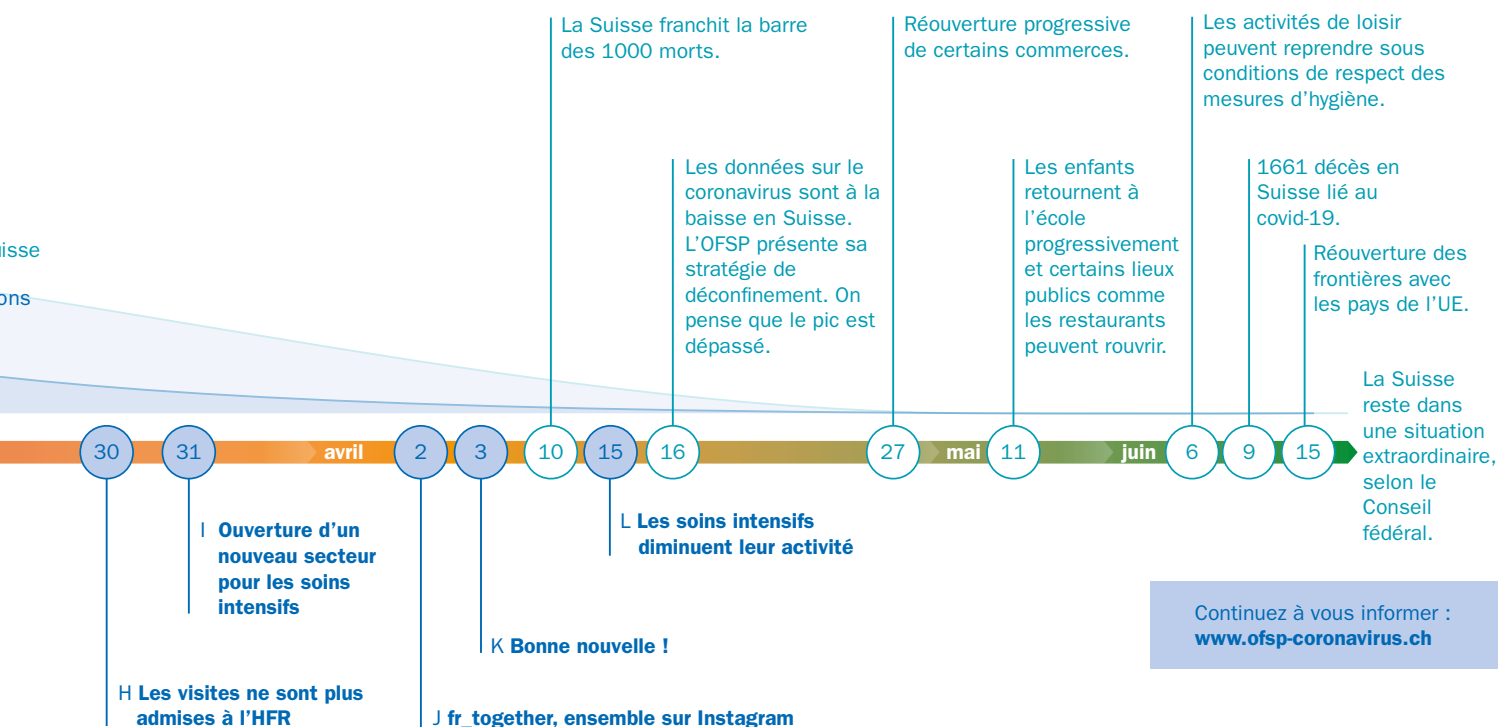 La Suisse franchit la barre
des 1000 morts.
Réouverture progressive
de certains commerces.
Les activités de loisir
peuvent reprendre sous
conditions de respect des
mesures d’hygiène.
Les données sur le
coronavirus sont à la
baisse en Suisse.
L’OFSP présente sa
stratégie de
déconfinement. On
pense que le pic est
dépassé.
Les enfants
retournent à
l’école
progressivement
et certains lieux
publics comme
les restaurants
peuvent rouvrir.
1661 décès en
Suisse lié au
covid-19.
Réouverture des
frontières avec
les pays de l’UE.
uisse
ons
La Suisse
reste dans
une situation
extraordinaire,
selon le
Conseil
fédéral.
30 31 avril 2 3 10 15 16 27 mai 11 juin 6 9 15
I Ouverture d’un
nouveau secteur
pour les soins
intensifs
L Les soins intensifs
diminuent leur activité
K Bonne nouvelle !
H Les visites ne sont plus
admises à l’HFR
J fr_together, ensemble sur Instagram
Continuez à vous informer :
www.ofsp-coronavirus.ch